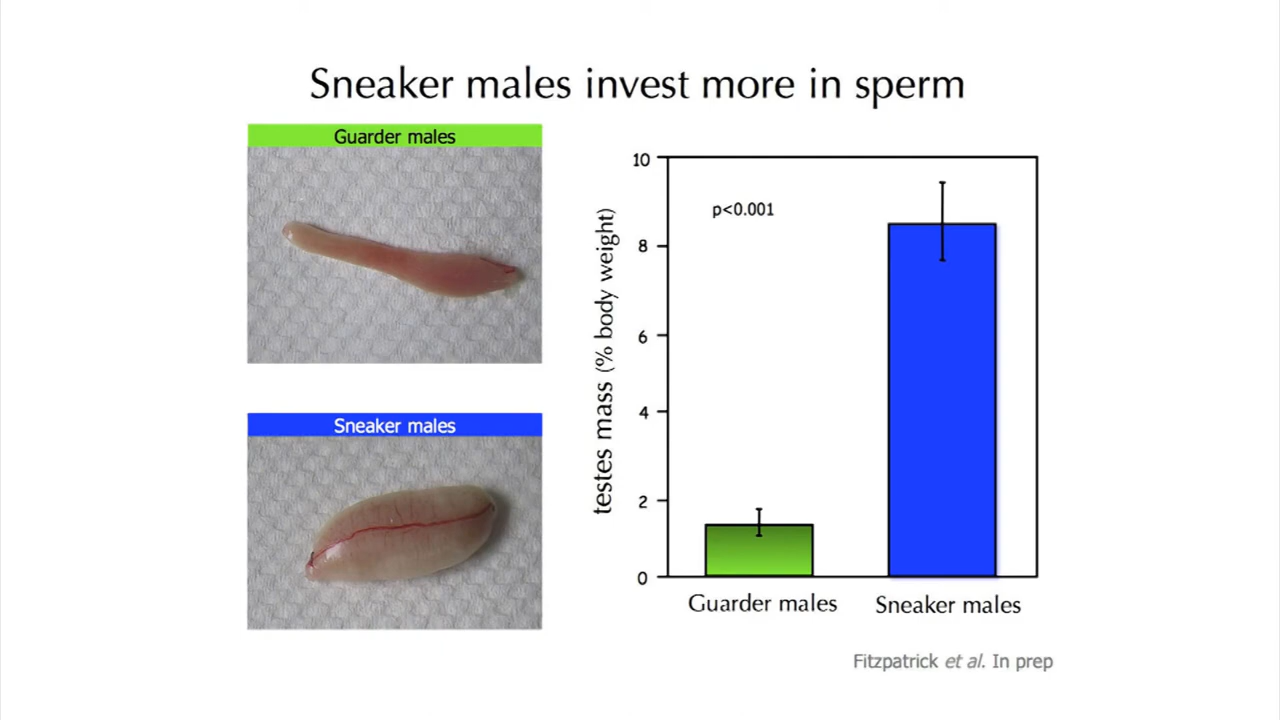 Sneaker males invest more in sperm
Guarder males
Sneaker males
testes mass (% body weight)
10
8
6
4
2
0
p<0.001
Guarder males
Sneaker males
Fitzpatrick et al. In prep